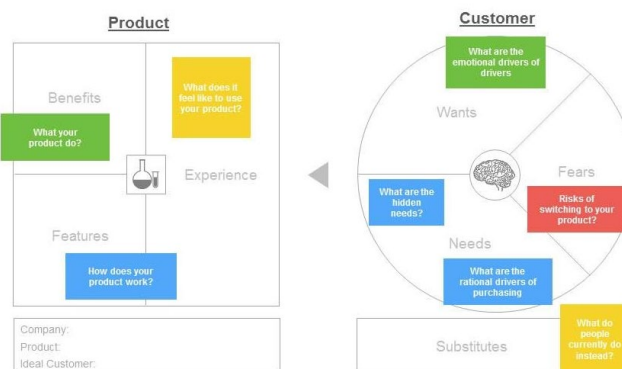 Product
Customer
Benefits
What does it
feel like to use
your product?
What your
product do?
Experience
Features
How does your
product work?
What are the
emotional drivers of
drivers
Wants
Fears
What are the
hidden
needs?
Risks of
switching to your
product?
Needs
What are the
rational drivers of
purchasing
Company:
Product:
Ideal Customer:
Substitutes
What do
people
currently do
instead?